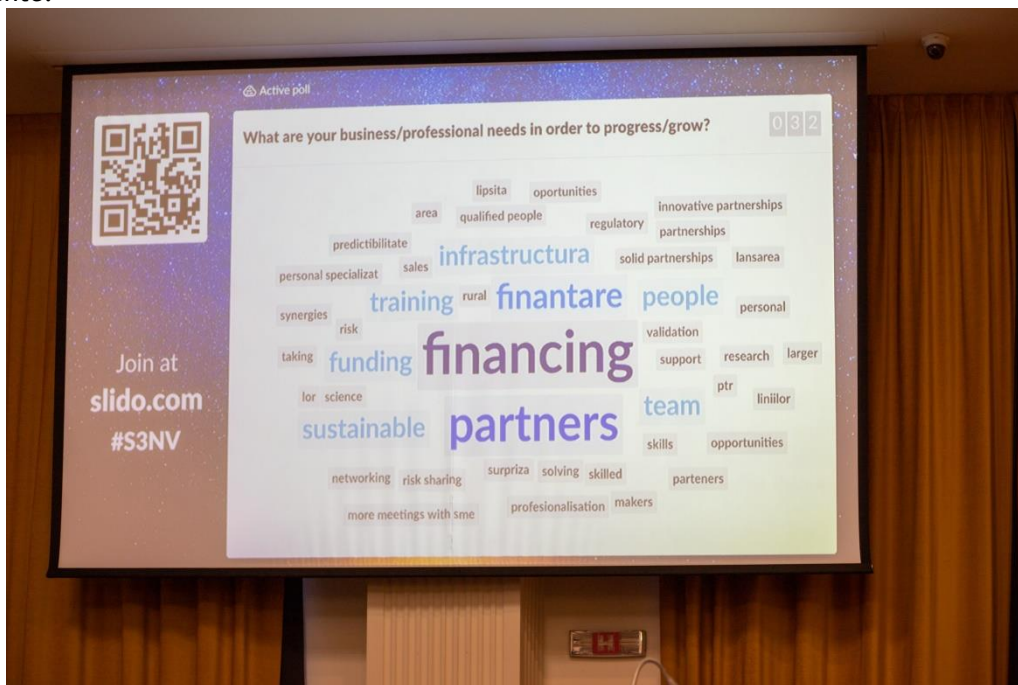 Active poll
What are your business/professional needs in order to progress/grow?
032
lipsita oportunities
area qualified people regulatory innovative partnerships
partnerships
predictibilitate infrastructura solid partnerships lansarea
personal specializat sales
training rural finantare people personal
synergies risk validation
taking funding financing support research larger
ptr
lor science team liniilor
sustainable partners
skills opportunities
networking risk sharing surpriza solving skilled parteners
more meetings with sme profesionalisation makers
Join at
slido.com
#S3NV
H